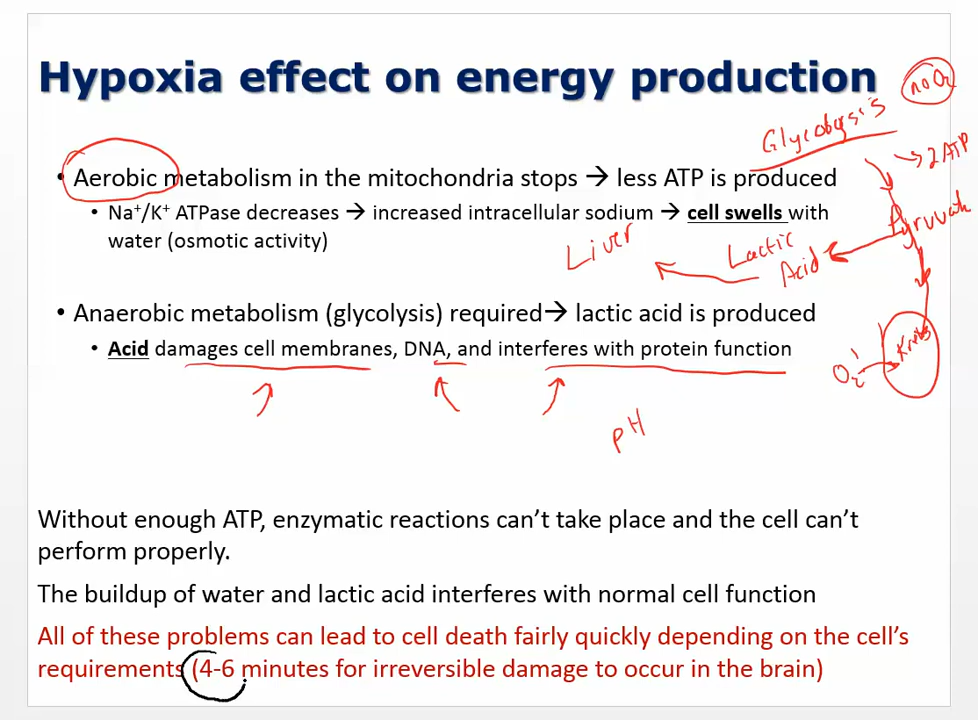 Hypoxia effect on energy production
no O2
Glycolysis
→ 2 ATP
• Aerobic metabolism in the mitochondria stops → less ATP is produced
• Na⁺/K⁺ ATPase decreases → increased intracellular sodium → cell swells with
water (osmotic activity)
Pyruvate
Liver
Lactic
Acid
• Anaerobic metabolism (glycolysis) required→ lactic acid is produced
• Acid damages cell membranes, DNA, and interferes with protein function
O2
Krebs
pH
Without enough ATP, enzymatic reactions can’t take place and the cell can’t
perform properly.
The buildup of water and lactic acid interferes with normal cell function
All of these problems can lead to cell death fairly quickly depending on the cell’s
requirements (4-6 minutes for irreversible damage to occur in the brain)